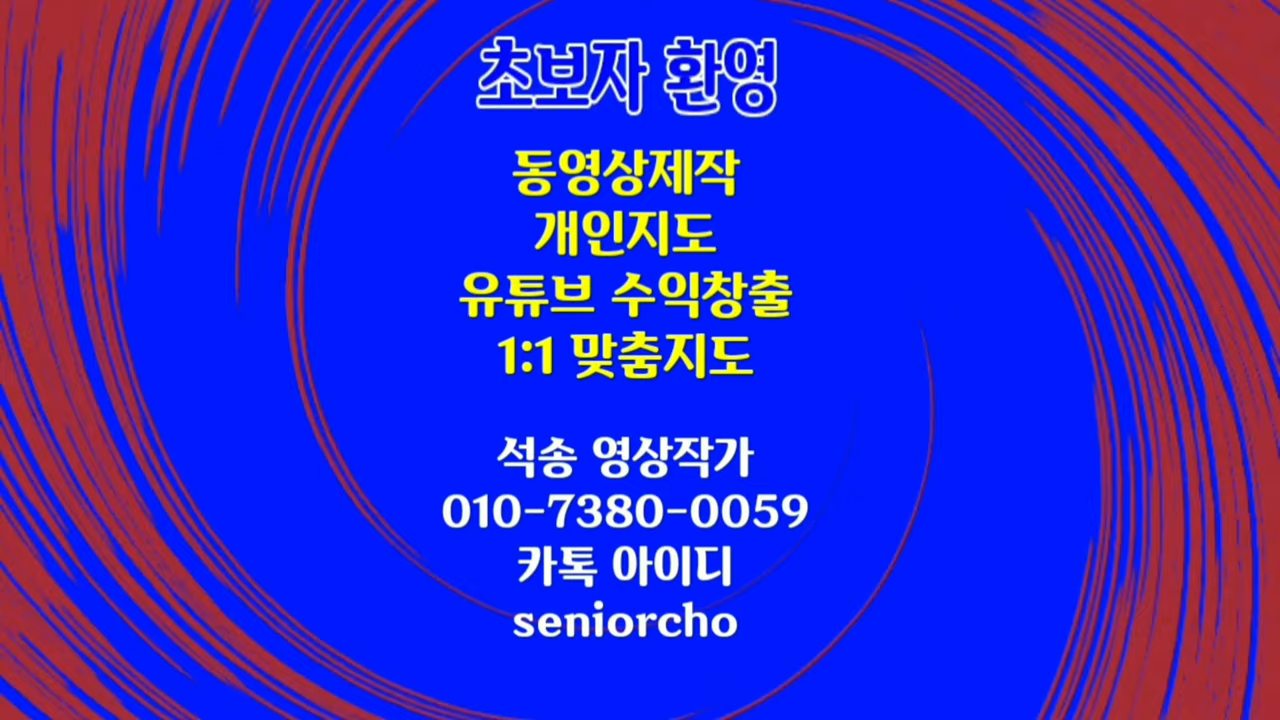 초보자 환영
동영상제작
개인지도
유튜브 수익창출
1:1 맞춤지도
석송 영상작가
010-7380-0059
카톡 아이디
seniorcho